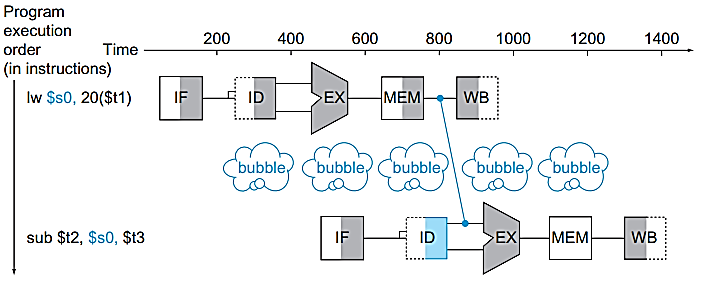 Program
execution
order
(in instructions)
Time
200 400 600 800 1000 1200 1400
lw $s0, 20($t1)
IF ID EX MEM WB
bubble bubble bubble bubble bubble
sub $t2, $s0, $t3
IF ID EX MEM WB